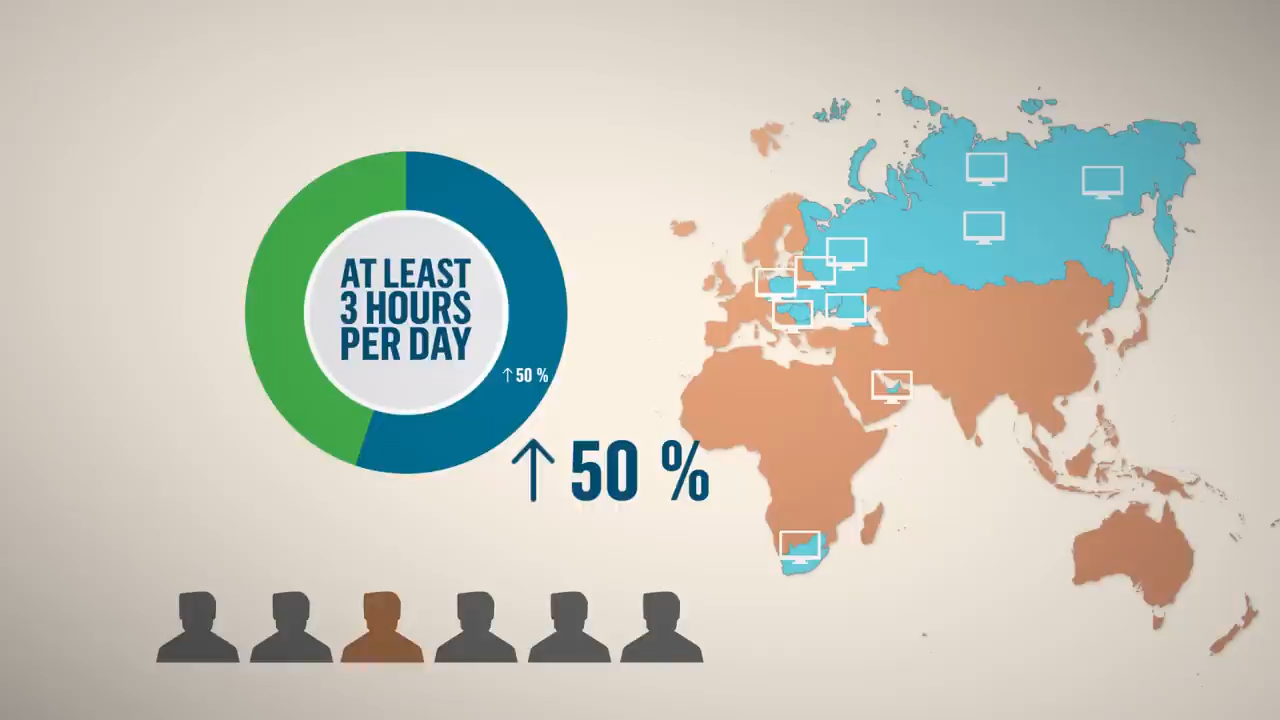 AT LEAST
3 HOURS
PER DAY
↑ 50 %
↑ 50 %